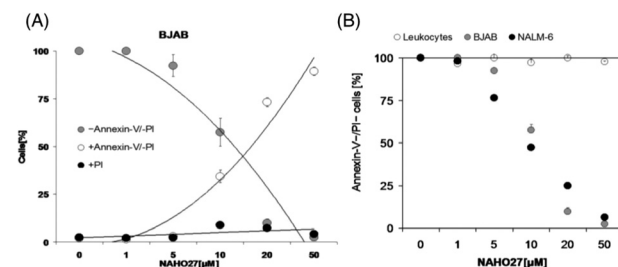 (A)
BJAB
100
75
50
25
0
Cells[%]
−Annexin-V/-PI
+Annexin-V/-PI
+PI
0 1 5 10 20 50
NAHO27[µM]
(B)
Leukocytes BJAB NALM-6
100
75
50
25
0
Annexin-V−/PI− cells [%]
0 1 5 10 20 50
NAHO27[µM]